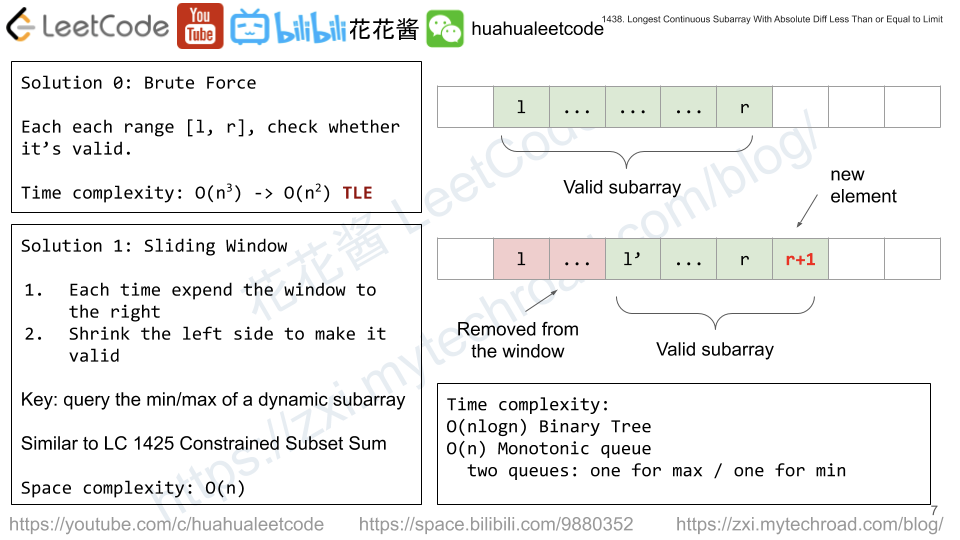 LeetCode You Tube bilibili 花花酱 huahualeetcode
1438. Longest Continuous Subarray With Absolute Diff Less Than or Equal to Limit
Solution 0: Brute Force
Each each range [l, r], check whether
it’s valid.
Time complexity: O(n³) -> O(n²) TLE
Solution 1: Sliding Window
1. Each time expend the window to
the right
2. Shrink the left side to make it
valid
Key: query the min/max of a dynamic subarray
Similar to LC 1425 Constrained Subset Sum
Space complexity: O(n)
l ... ... ... r
Valid subarray
new
element
l ... l’ ... r r+1
Removed from
the window
Valid subarray
Time complexity:
O(nlogn) Binary Tree
O(n) Monotonic queue
two queues: one for max / one for min
花花酱 LeetCode
https://zxi.mytechroad.com/blog/
7
https://youtube.com/c/huahualeetcode https://space.bilibili.com/9880352 https://zxi.mytechroad.com/blog/